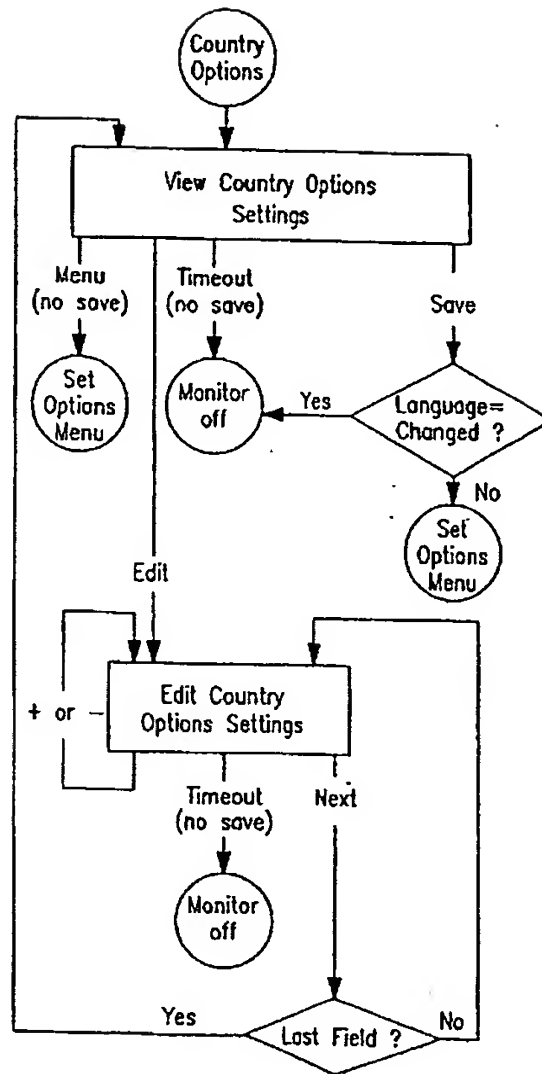 Country
Options
View Country Options
Settings
Menu
(no save)
Timeout
(no save)
Save
Set
Options
Menu
Monitor
off
Yes
Language=
Changed ?
No
Set
Options
Menu
Edit
+ or -
Edit Country
Options Settings
Timeout
(no save)
Next
Monitor
off
Yes
Last Field ?
No